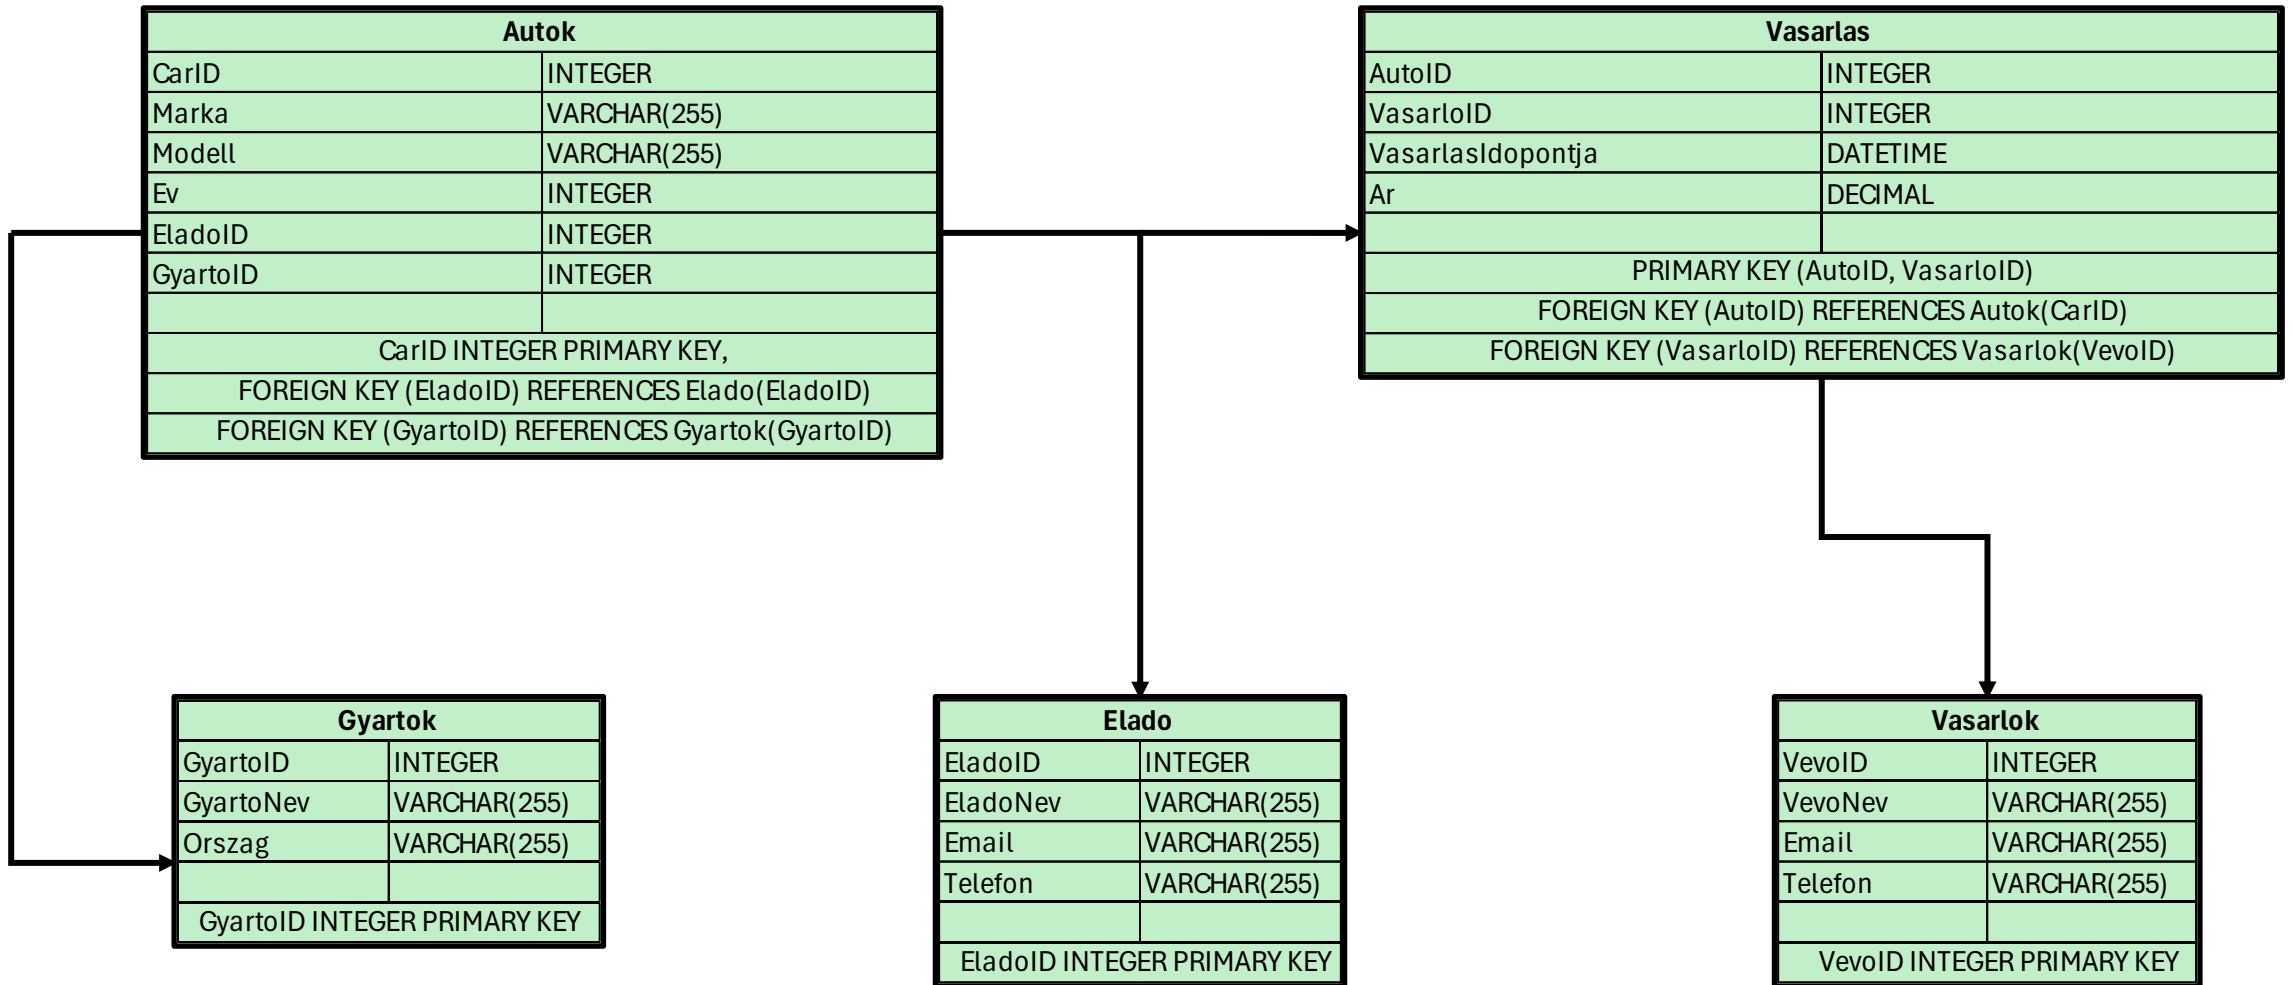 Autok
CarID INTEGER
Marka VARCHAR(255)
Modell VARCHAR(255)
Ev INTEGER
EladoID INTEGER
GyartoID INTEGER
CarID INTEGER PRIMARY KEY,
FOREIGN KEY (EladoID) REFERENCES Elado(EladoID)
FOREIGN KEY (GyartoID) REFERENCES Gyartok(GyartoID)
Vasarlas
AutoID INTEGER
VasarloID INTEGER
VasarlasIdopontja DATETIME
Ar DECIMAL
PRIMARY KEY (AutoID, VasarloID)
FOREIGN KEY (AutoID) REFERENCES Autok(CarID)
FOREIGN KEY (VasarloID) REFERENCES Vasarlok(VevoID)
Gyartok
GyartoID INTEGER
GyartoNev VARCHAR(255)
Orszag VARCHAR(255)
GyartoID INTEGER PRIMARY KEY
Elado
EladoID INTEGER
EladoNev VARCHAR(255)
Email VARCHAR(255)
Telefon VARCHAR(255)
EladoID INTEGER PRIMARY KEY
Vasarlok
VevoID INTEGER
VevoNev VARCHAR(255)
Email VARCHAR(255)
Telefon VARCHAR(255)
VevoID INTEGER PRIMARY KEY